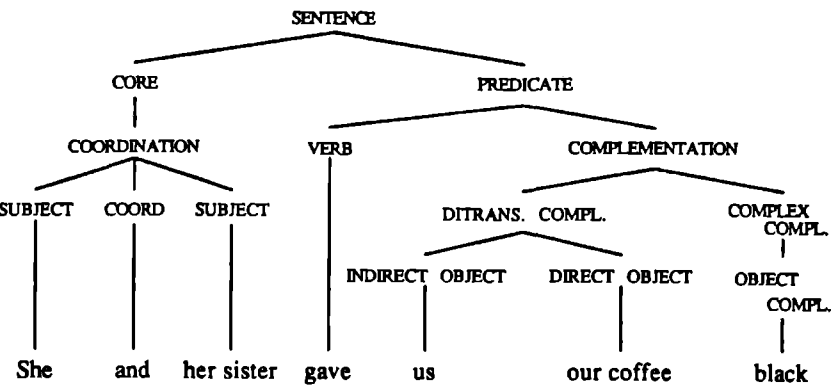 SENTENCE
CORE PREDICATE
COORDINATION VERB COMPLEMENTATION
SUBJECT COORD SUBJECT DITRANS. COMPL. COMPLEX
COMPL.
INDIRECT OBJECT DIRECT OBJECT OBJECT
COMPL.
She and her sister gave us our coffee black